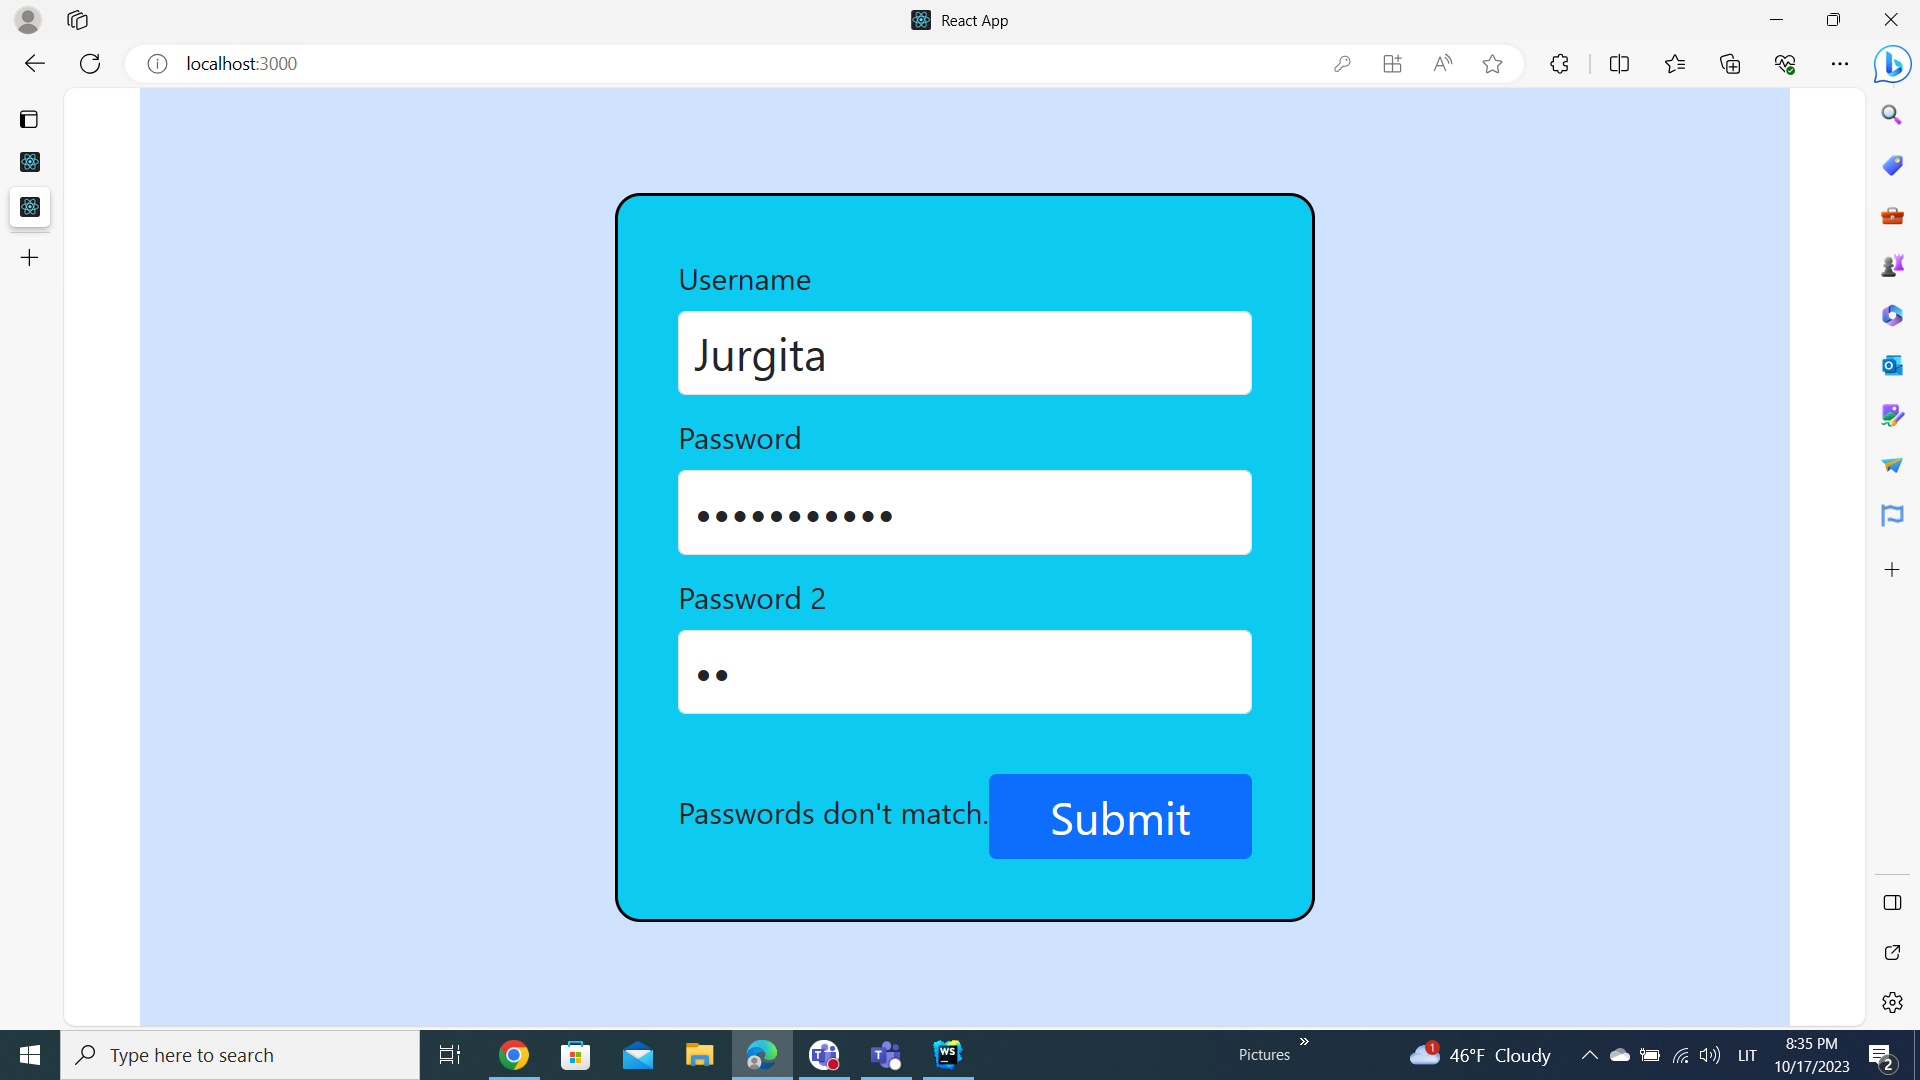 React App
localhost:3000
Username
Jurgita
Password
•••••••••••
Password 2
••
Passwords don't match.
Submit
Type here to search
Pictures
1
46°F Cloudy
LIT
8:35 PM
10/17/2023
2